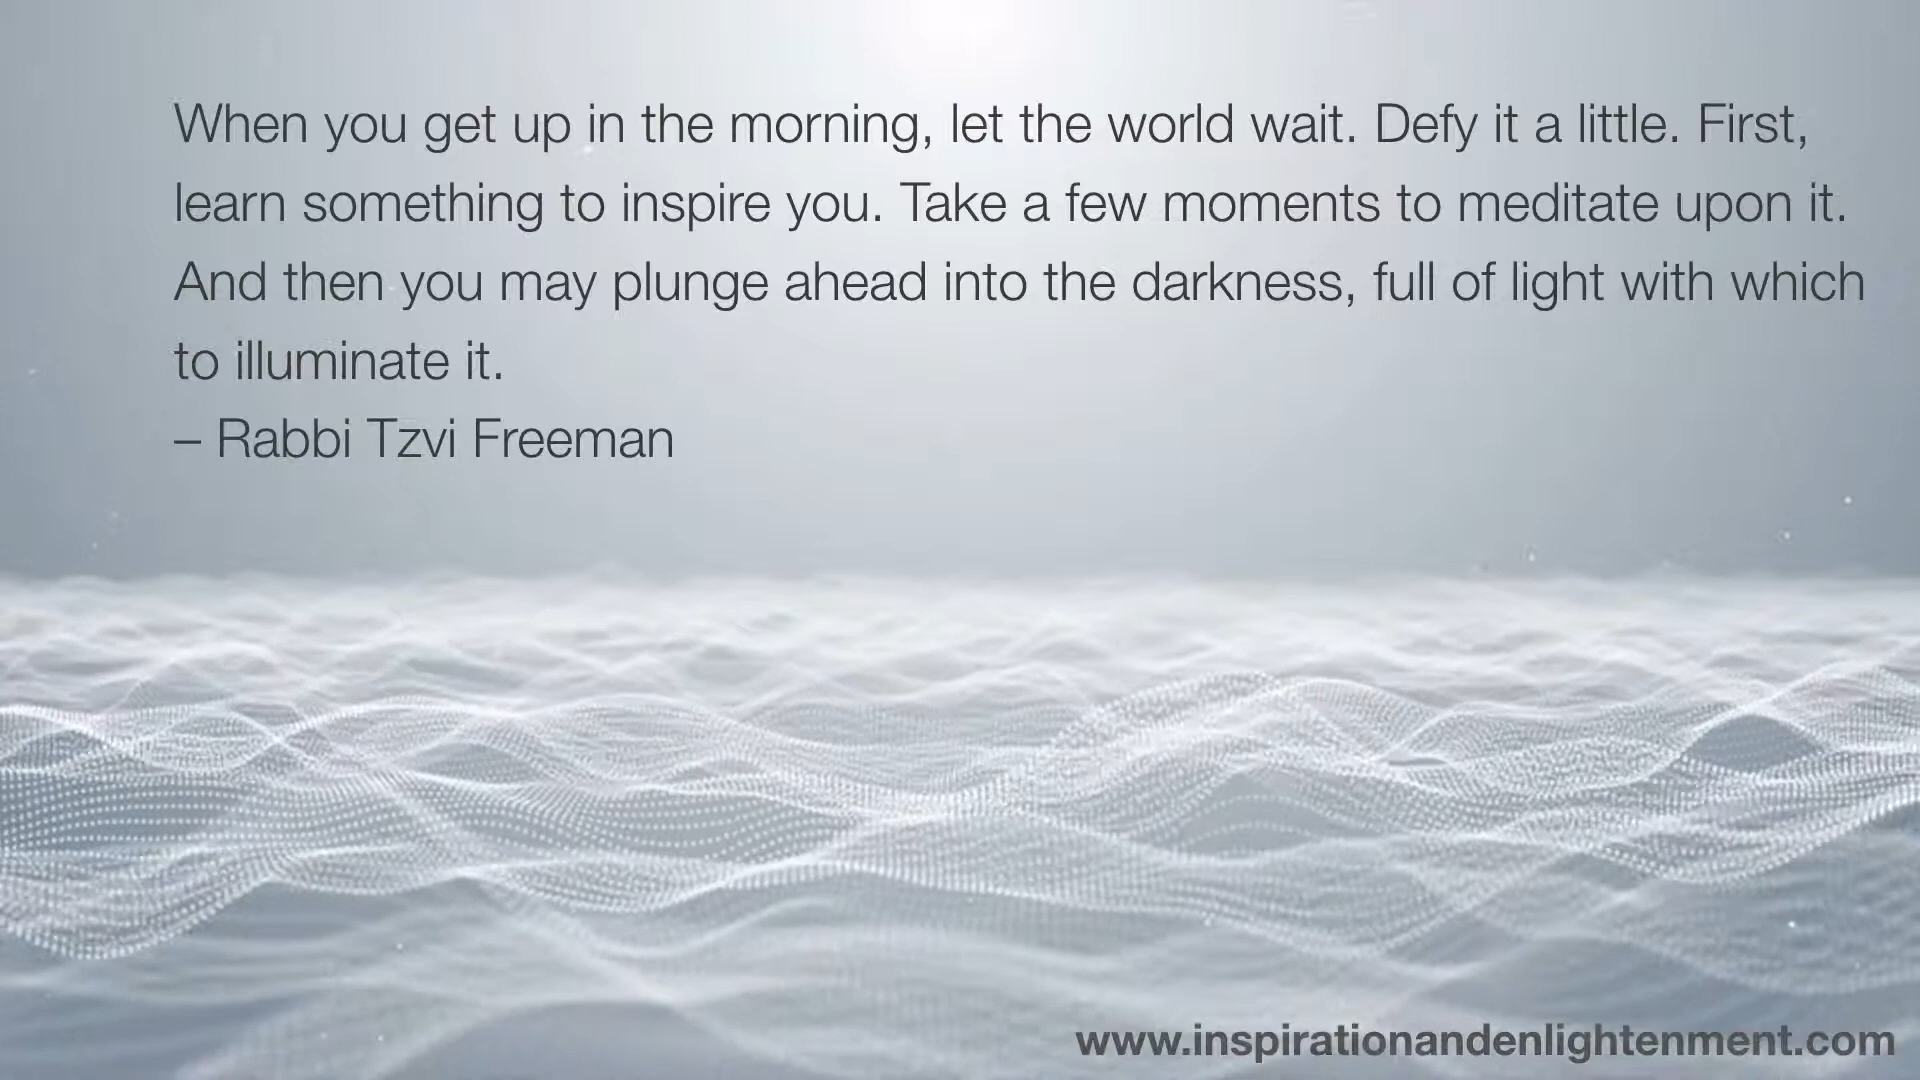 When you get up in the morning, let the world wait. Defy it a little. First,
learn something to inspire you. Take a few moments to meditate upon it.
And then you may plunge ahead into the darkness, full of light with which
to illuminate it.
– Rabbi Tzvi Freeman
www.inspirationandenlightenment.com